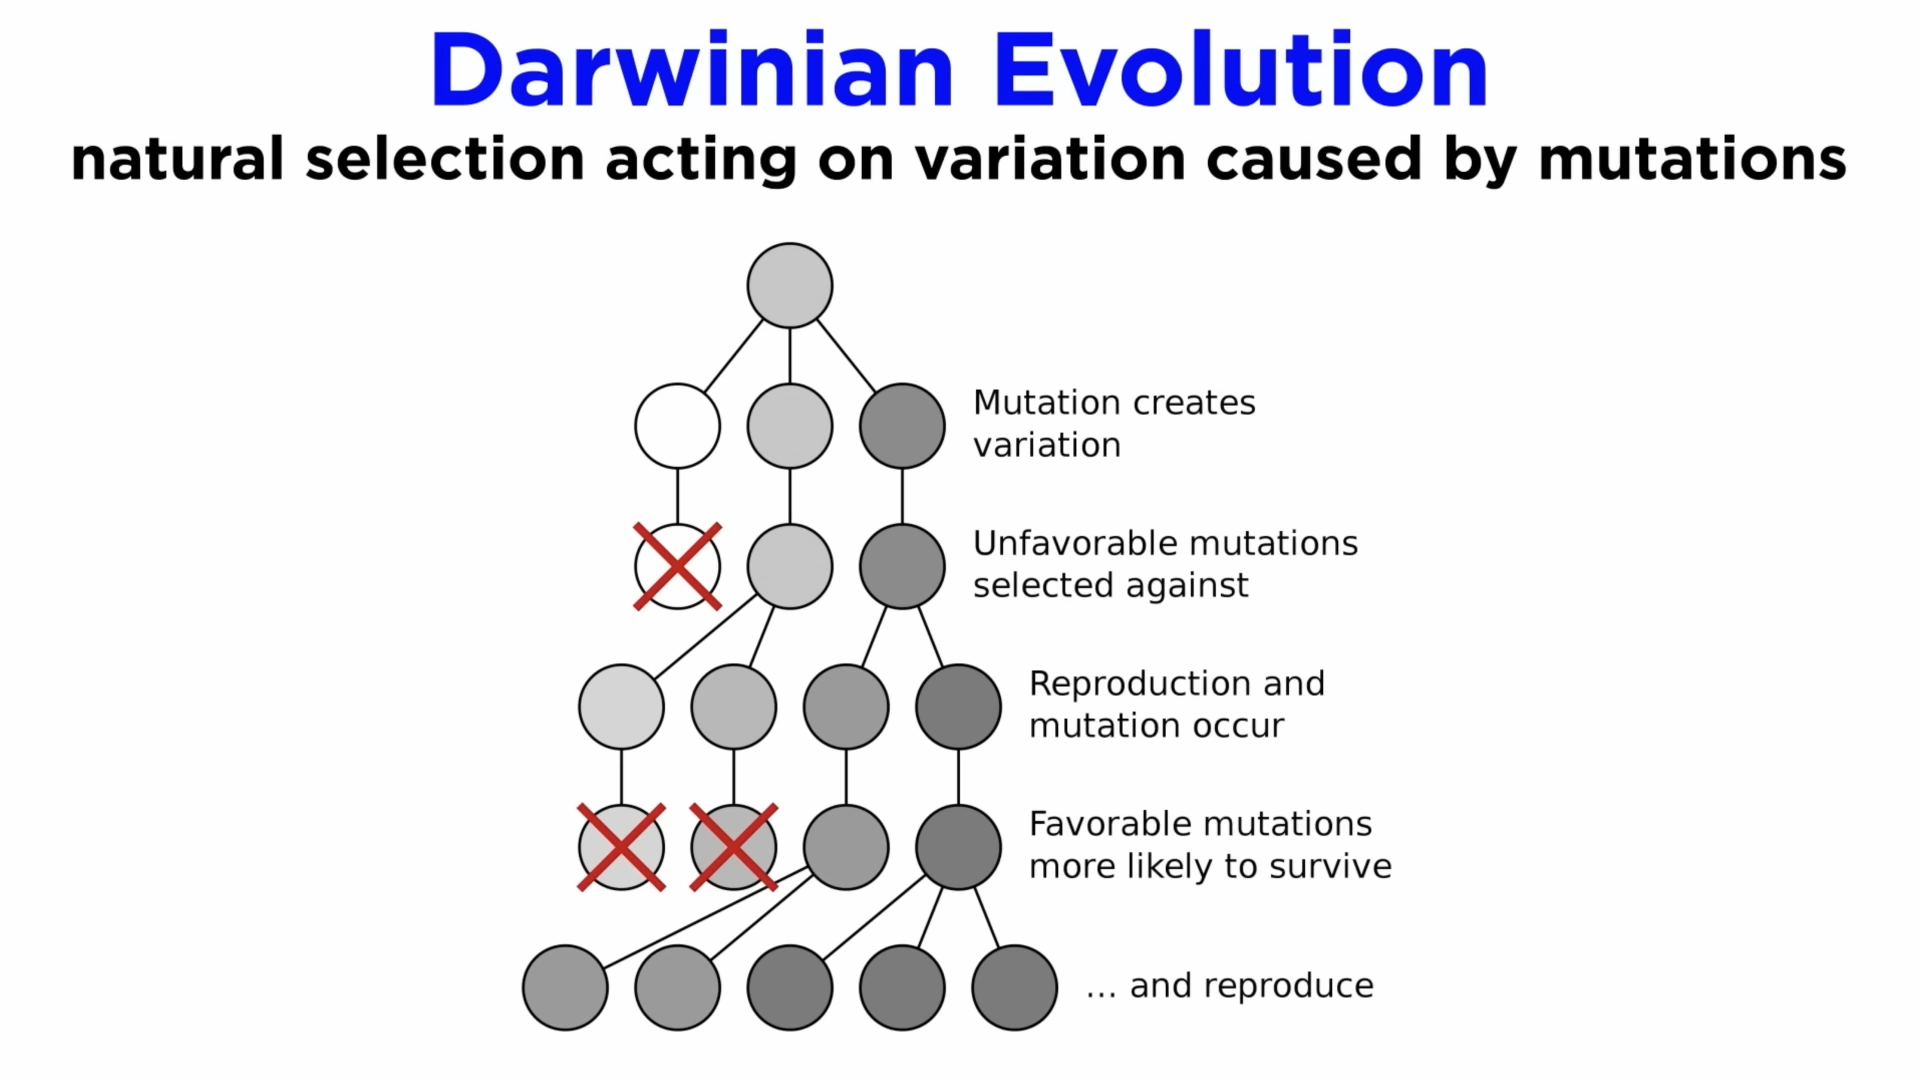 Darwinian Evolution
natural selection acting on variation caused by mutations
Mutation creates
variation
Unfavorable mutations
selected against
Reproduction and
mutation occur
Favorable mutations
more likely to survive
... and reproduce